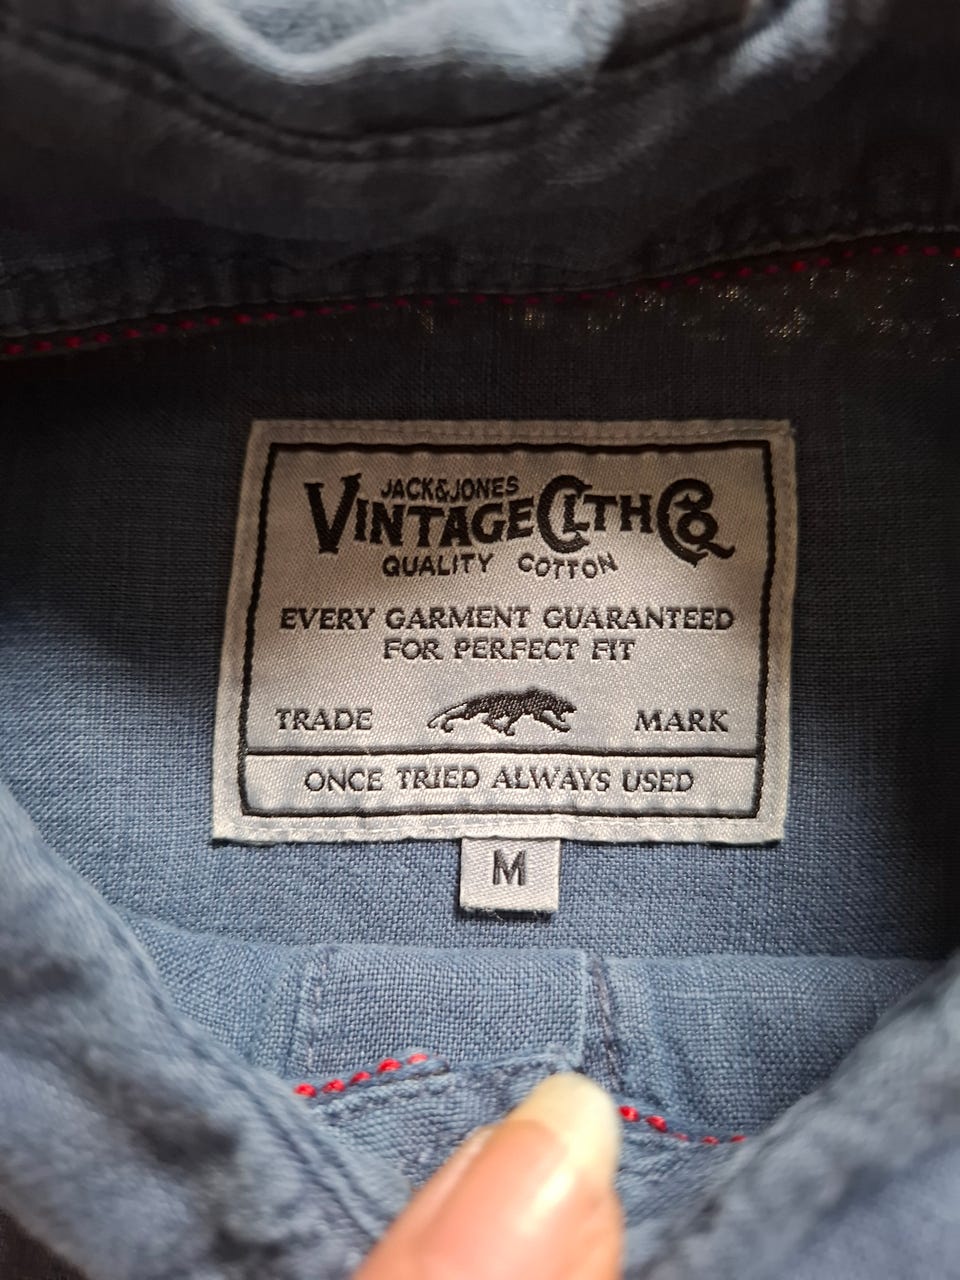 JACK&JONES
VINTAGE CLTH CO
QUALITY COTTON
EVERY GARMENT GUARANTEED
FOR PERFECT FIT
TRADE MARK
ONCE TRIED ALWAYS USED
M